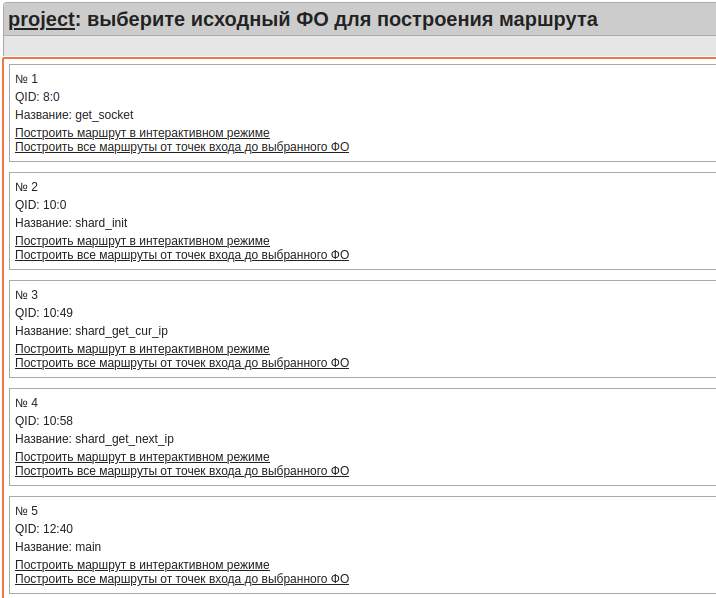 project: выберите исходный ФО для построения маршрута
№ 1
QID: 8:0
Название: get_socket
Построить маршрут в интерактивном режиме
Построить все маршруты от точек входа до выбранного ФО
№ 2
QID: 10:0
Название: shard_init
Построить маршрут в интерактивном режиме
Построить все маршруты от точек входа до выбранного ФО
№ 3
QID: 10:49
Название: shard_get_cur_ip
Построить маршрут в интерактивном режиме
Построить все маршруты от точек входа до выбранного ФО
№ 4
QID: 10:58
Название: shard_get_next_ip
Построить маршрут в интерактивном режиме
Построить все маршруты от точек входа до выбранного ФО
№ 5
QID: 12:40
Название: main
Построить маршрут в интерактивном режиме
Построить все маршруты от точек входа до выбранного ФО